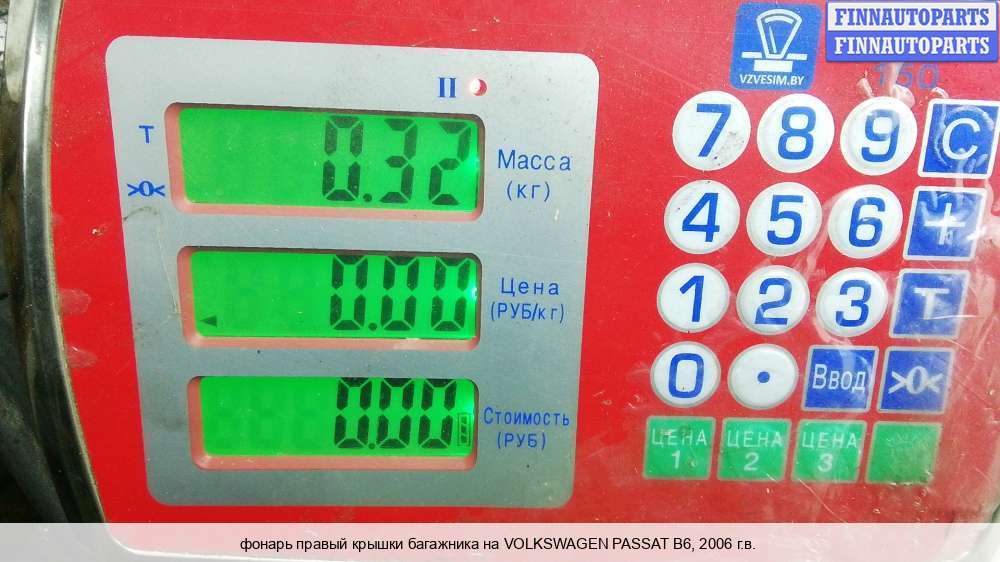 FINNAUTOPARTS
FINNAUTOPARTS
VZVESIM.BY
150
II
T
0.32
Масса
(кг)
>0<
0.00
Цена
(РУБ/кг)
0.00
Стоимость
(РУБ)
7 8 9 C
4 5 6 +
1 2 3 T
0 . Ввод >0<
ЦЕНА 1
ЦЕНА 2
ЦЕНА 3
фонарь правый крышки багажника на VOLKSWAGEN PASSAT B6, 2006 г.в.